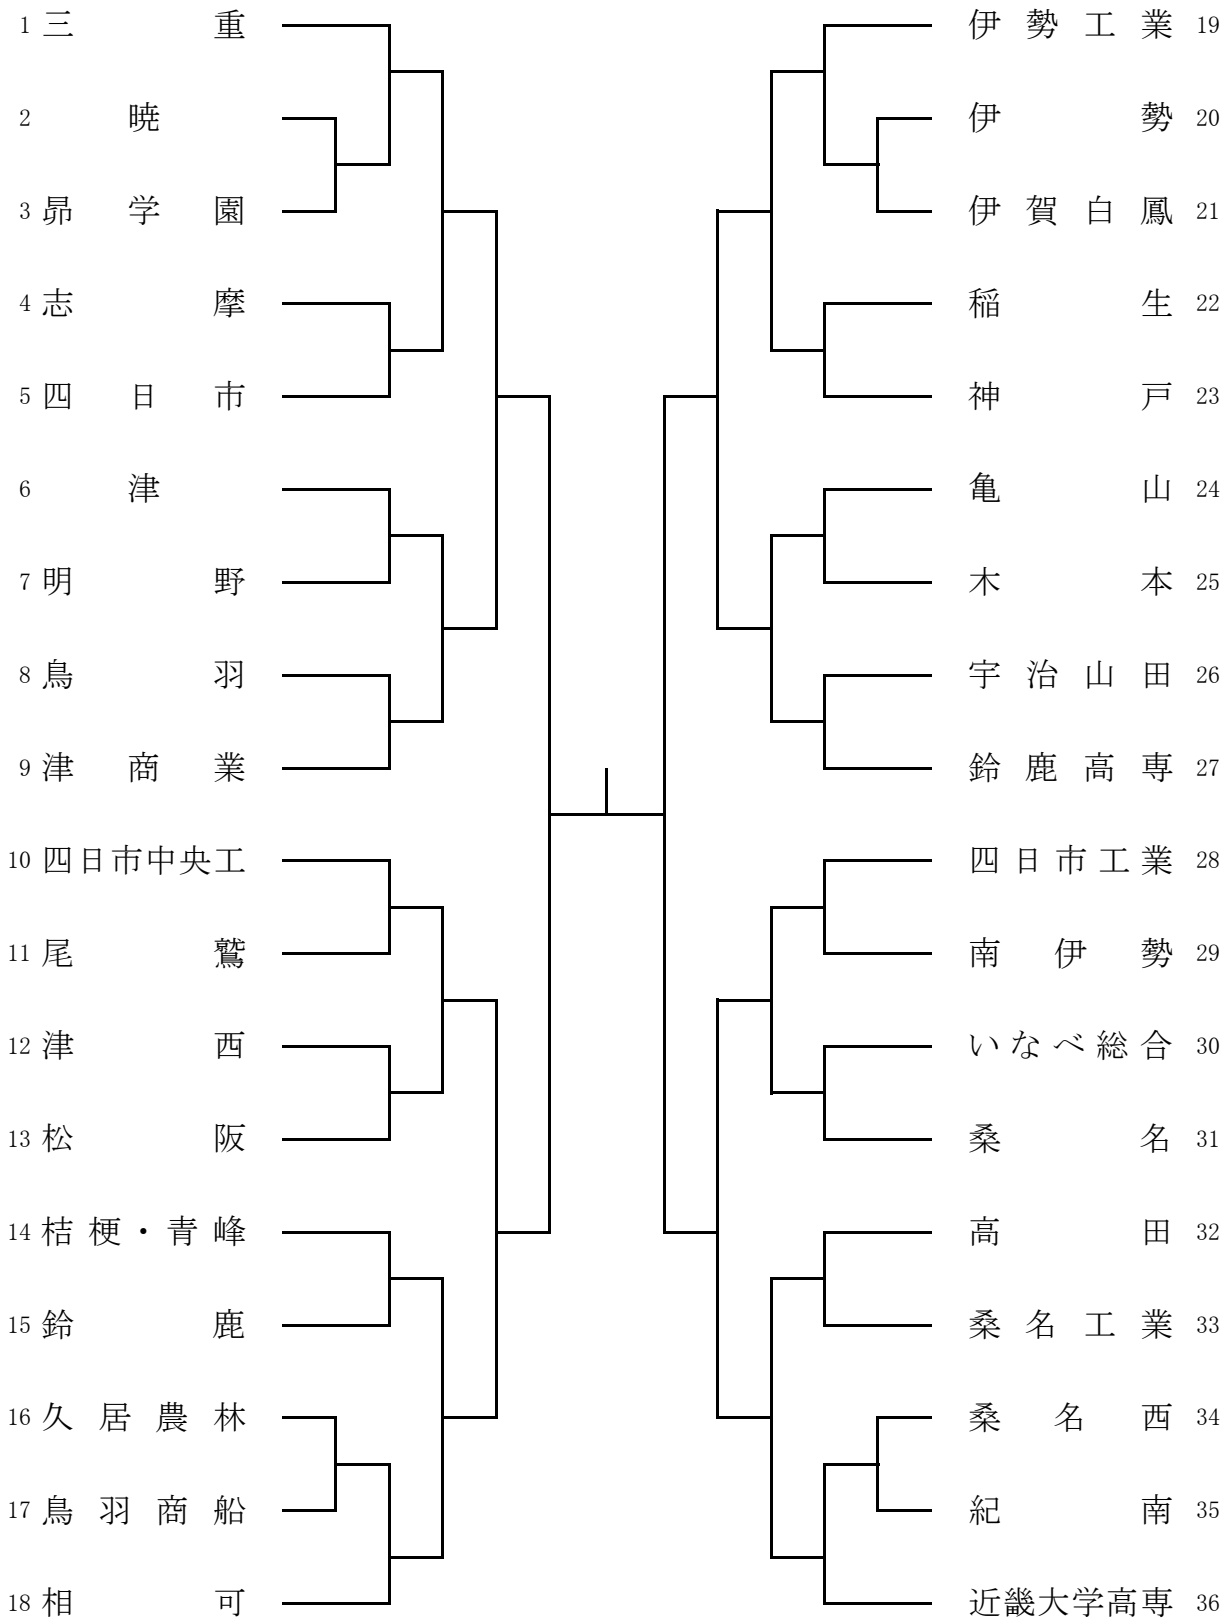 1 三重
2 暁
3 昴学園
4 志摩
5 四日市
6 津
7 明野
8 鳥羽
9 津商業
10 四日市中央工
11 尾鷲
12 津西
13 松阪
14 桔梗・青峰
15 鈴鹿
16 久居農林
17 鳥羽商船
18 相可
伊勢工業 19
伊勢 20
伊賀白鳳 21
稲生 22
神戸 23
亀山 24
木本 25
宇治山田 26
鈴鹿高専 27
四日市工業 28
南伊勢 29
いなべ総合 30
桑名 31
高田 32
桑名工業 33
桑名西 34
紀南 35
近畿大学高専 36